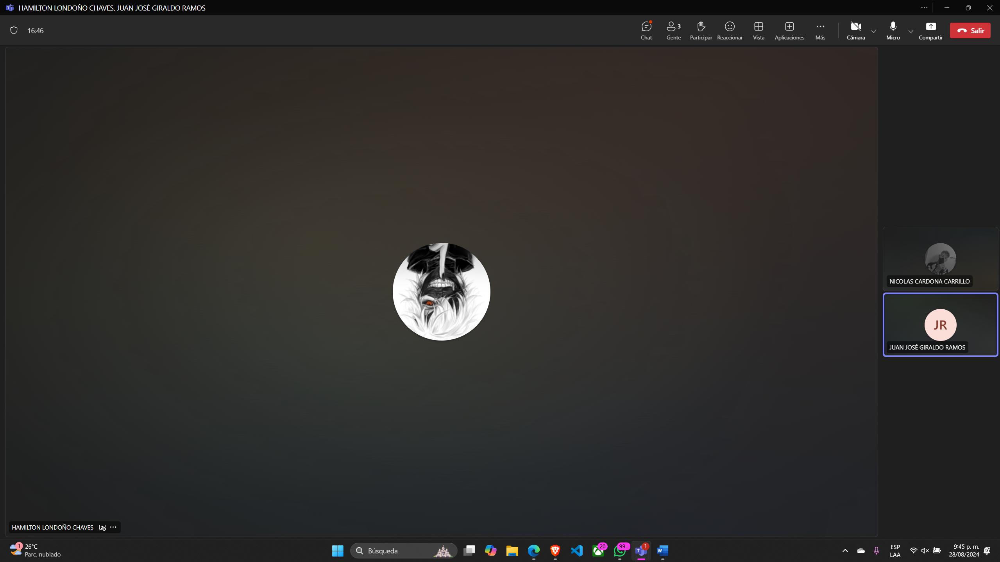 HAMILTON LONDOÑO CHAVES, JUAN JOSÉ GIRALDO RAMOS
16:46
Chat
Gente
3
Participar
Reaccionar
Vista
Aplicaciones
Más
Cámara
Micro
Compartir
Salir
NICOLAS CARDONA CARRILLO
JR
JUAN JOSÉ GIRALDO RAMOS
HAMILTON LONDOÑO CHAVES
1
26°C
Parc. nublado
Búsqueda
20
99+
1
ESP
LAA
9:45 p. m.
28/08/2024